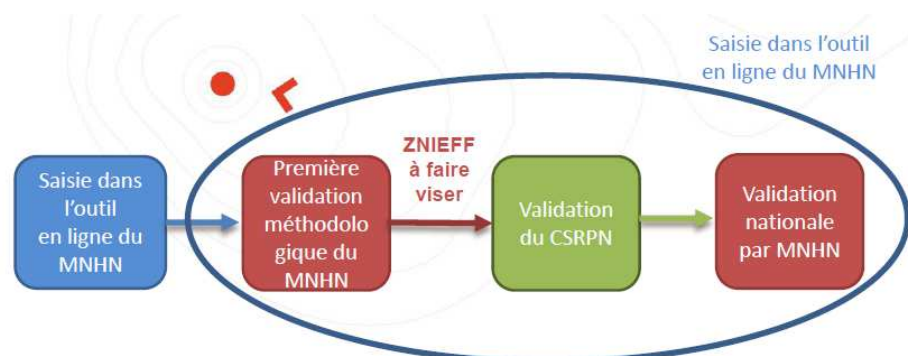 Saisie dans l'outil
en ligne du MNHN
Saisie dans
l'outil
en ligne du
MNHN
Première
validation
méthodolo
gique du
MNHN
ZNIEFF
à faire
viser
Validation
du CSRPN
Validation
nationale
par MNHN